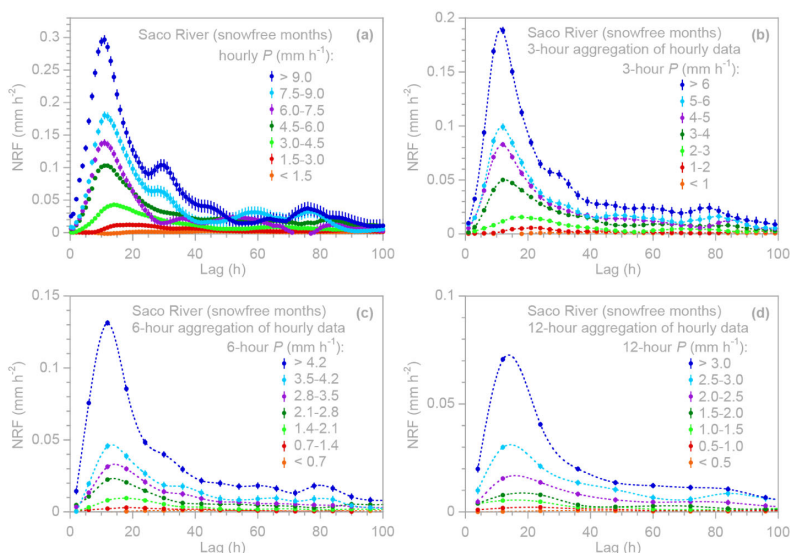 Saco River (snowfree months) (a)
hourly P (mm h⁻¹):
> 9.0
7.5-9.0
6.0-7.5
4.5-6.0
3.0-4.5
1.5-3.0
< 1.5
NRF (mm h⁻²)
0.3
0.25
0.2
0.15
0.1
0.05
0
0 20 40 60 80 100
Lag (h)
Saco River (snowfree months) (b)
3-hour aggregation of hourly data
3-hour P (mm h⁻¹):
> 6
5-6
4-5
3-4
2-3
1-2
< 1
NRF (mm h⁻²)
0.2
0.15
0.1
0.05
0
0 20 40 60 80 100
Lag (h)
Saco River (snowfree months) (c)
6-hour aggregation of hourly data
6-hour P (mm h⁻¹):
> 4.2
3.5-4.2
2.8-3.5
2.1-2.8
1.4-2.1
0.7-1.4
< 0.7
NRF (mm h⁻²)
0.15
0.1
0.05
0
0 20 40 60 80 100
Lag (h)
Saco River (snowfree months) (d)
12-hour aggregation of hourly data
12-hour P (mm h⁻¹):
> 3.0
2.5-3.0
2.0-2.5
1.5-2.0
1.0-1.5
0.5-1.0
< 0.5
NRF (mm h⁻²)
0.1
0.05
0
0 20 40 60 80 100
Lag (h)